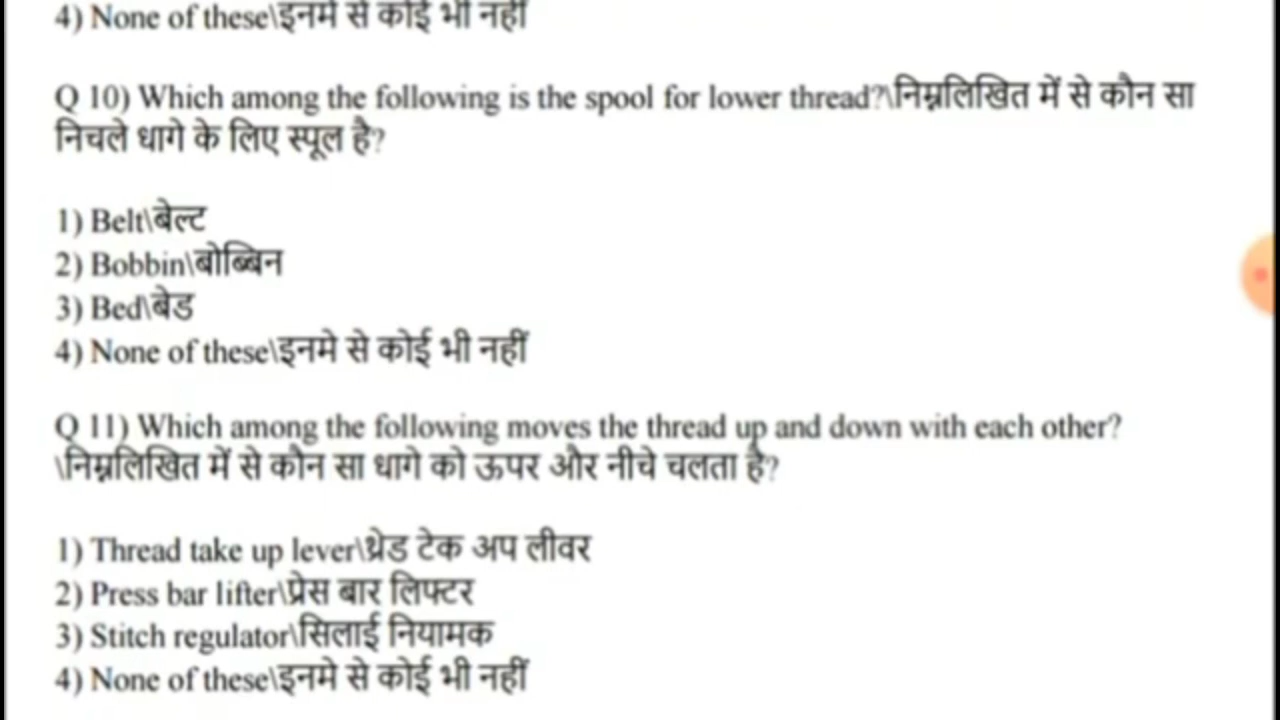 4) None of these\इनमे से कोई भी नहीं
Q 10) Which among the following is the spool for lower thread?\निम्नलिखित में से कौन सा
निचले धागे के लिए स्पूल है?
1) Belt\बेल्ट
2) Bobbin\बोब्बिन
3) Bed\बेड
4) None of these\इनमे से कोई भी नहीं
Q 11) Which among the following moves the thread up and down with each other?
\निम्नलिखित में से कौन सा धागे को ऊपर और नीचे चलता है?
1) Thread take up lever\थ्रेड टेक अप लीवर
2) Press bar lifter\प्रेस बार लिफ्टर
3) Stitch regulator\सिलाई नियामक
4) None of these\इनमे से कोई भी नहीं